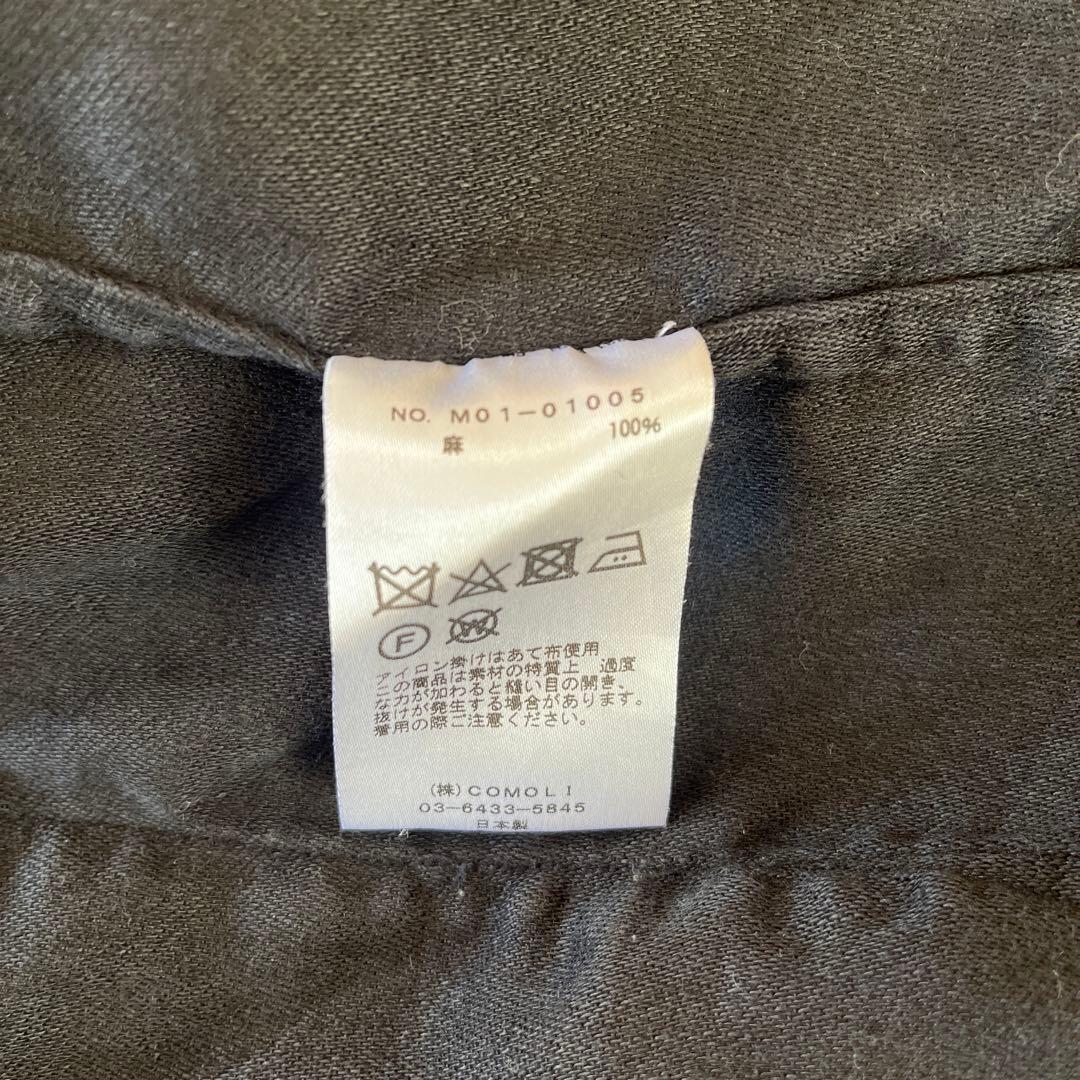 NO. M01-01005
麻 100%
F W
アイロン掛けはあて布使用
この商品は素材の特質上 過度
な力が加わると縫い目の開き、
抜けが発生する場合があります。
着用の際ご注意ください。
(株)COMOLI
03-6433-5845
日本製